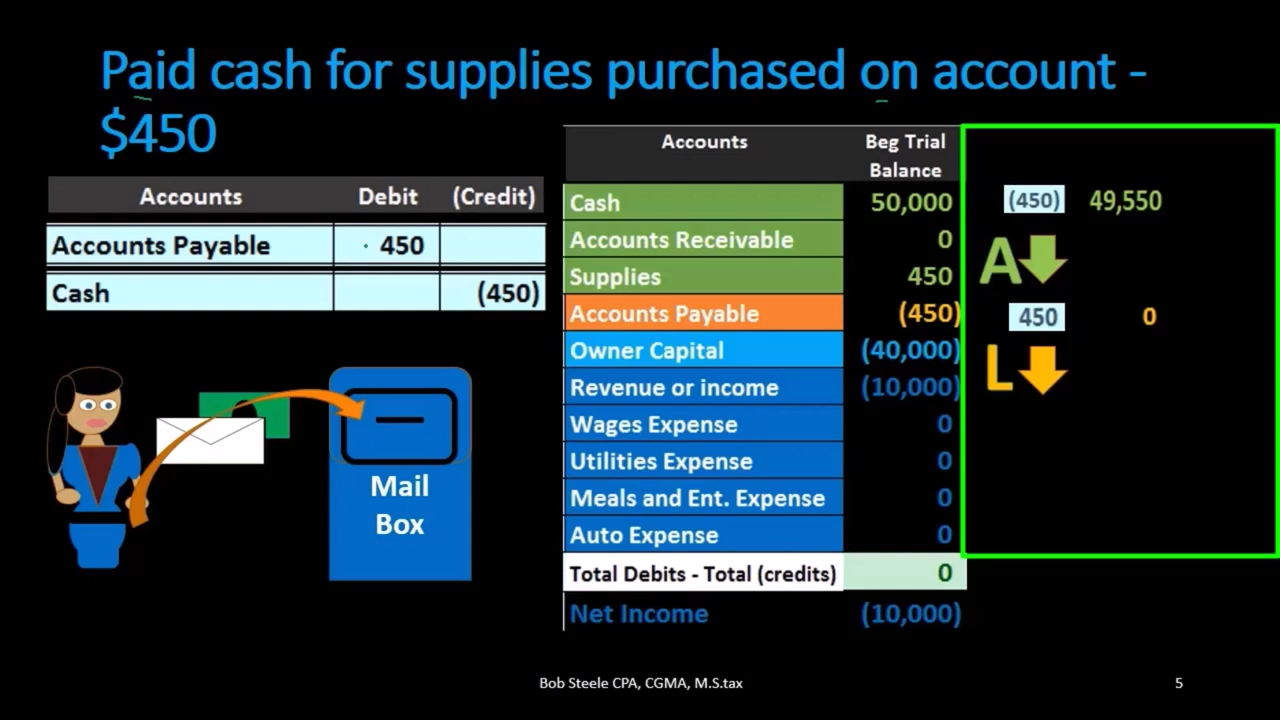 Paid cash for supplies purchased on account -
$450
Accounts Debit (Credit)
Accounts Payable 450
Cash (450)
Mail
Box
Accounts Beg Trial
Balance
Cash 50,000 (450) 49,550
Accounts Receivable 0
A
Supplies 450
Accounts Payable (450) 450 0
Owner Capital (40,000)
L
Revenue or income (10,000)
Wages Expense 0
Utilities Expense 0
Meals and Ent. Expense 0
Auto Expense 0
Total Debits - Total (credits) 0
Net Income (10,000)
Bob Steele CPA, CGMA, M.S.tax 5